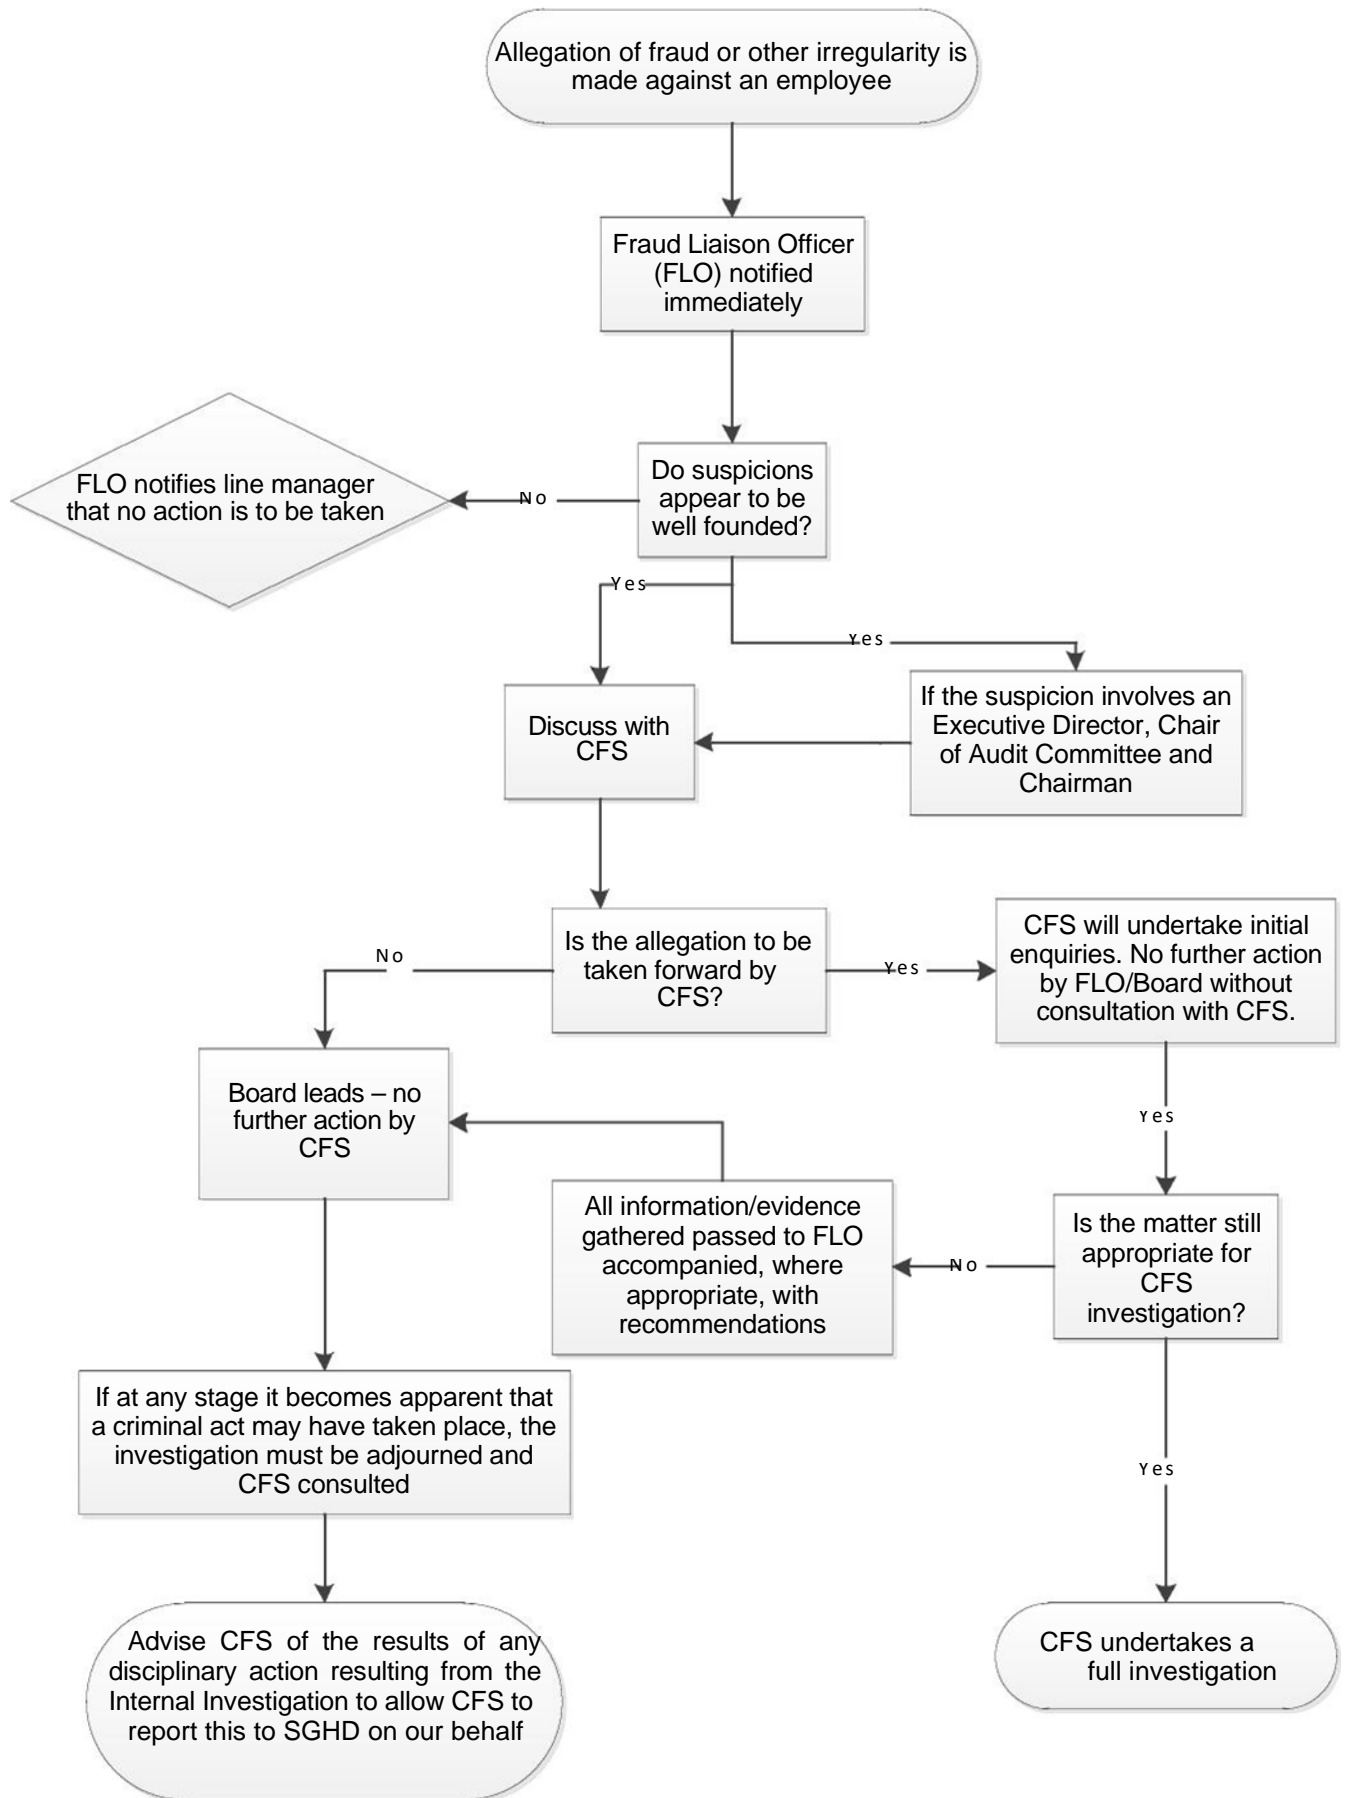 Allegation of fraud or other irregularity is
made against an employee
Fraud Liaison Officer
(FLO) notified
immediately
Do suspicions
appear to be
well founded?
No
FLO notifies line manager
that no action is to be taken
Yes
Yes
Discuss with
CFS
If the suspicion involves an
Executive Director, Chair
of Audit Committee and
Chairman
Is the allegation to be
taken forward by
CFS?
No
Yes
CFS will undertake initial
enquiries. No further action
by FLO/Board without
consultation with CFS.
Board leads – no
further action by
CFS
Yes
All information/evidence
gathered passed to FLO
accompanied, where
appropriate, with
recommendations
No
Is the matter still
appropriate for
CFS
investigation?
If at any stage it becomes apparent that
a criminal act may have taken place, the
investigation must be adjourned and
CFS consulted
Yes
Advise CFS of the results of any
disciplinary action resulting from the
Internal Investigation to allow CFS to
report this to SGHD on our behalf
CFS undertakes a
full investigation